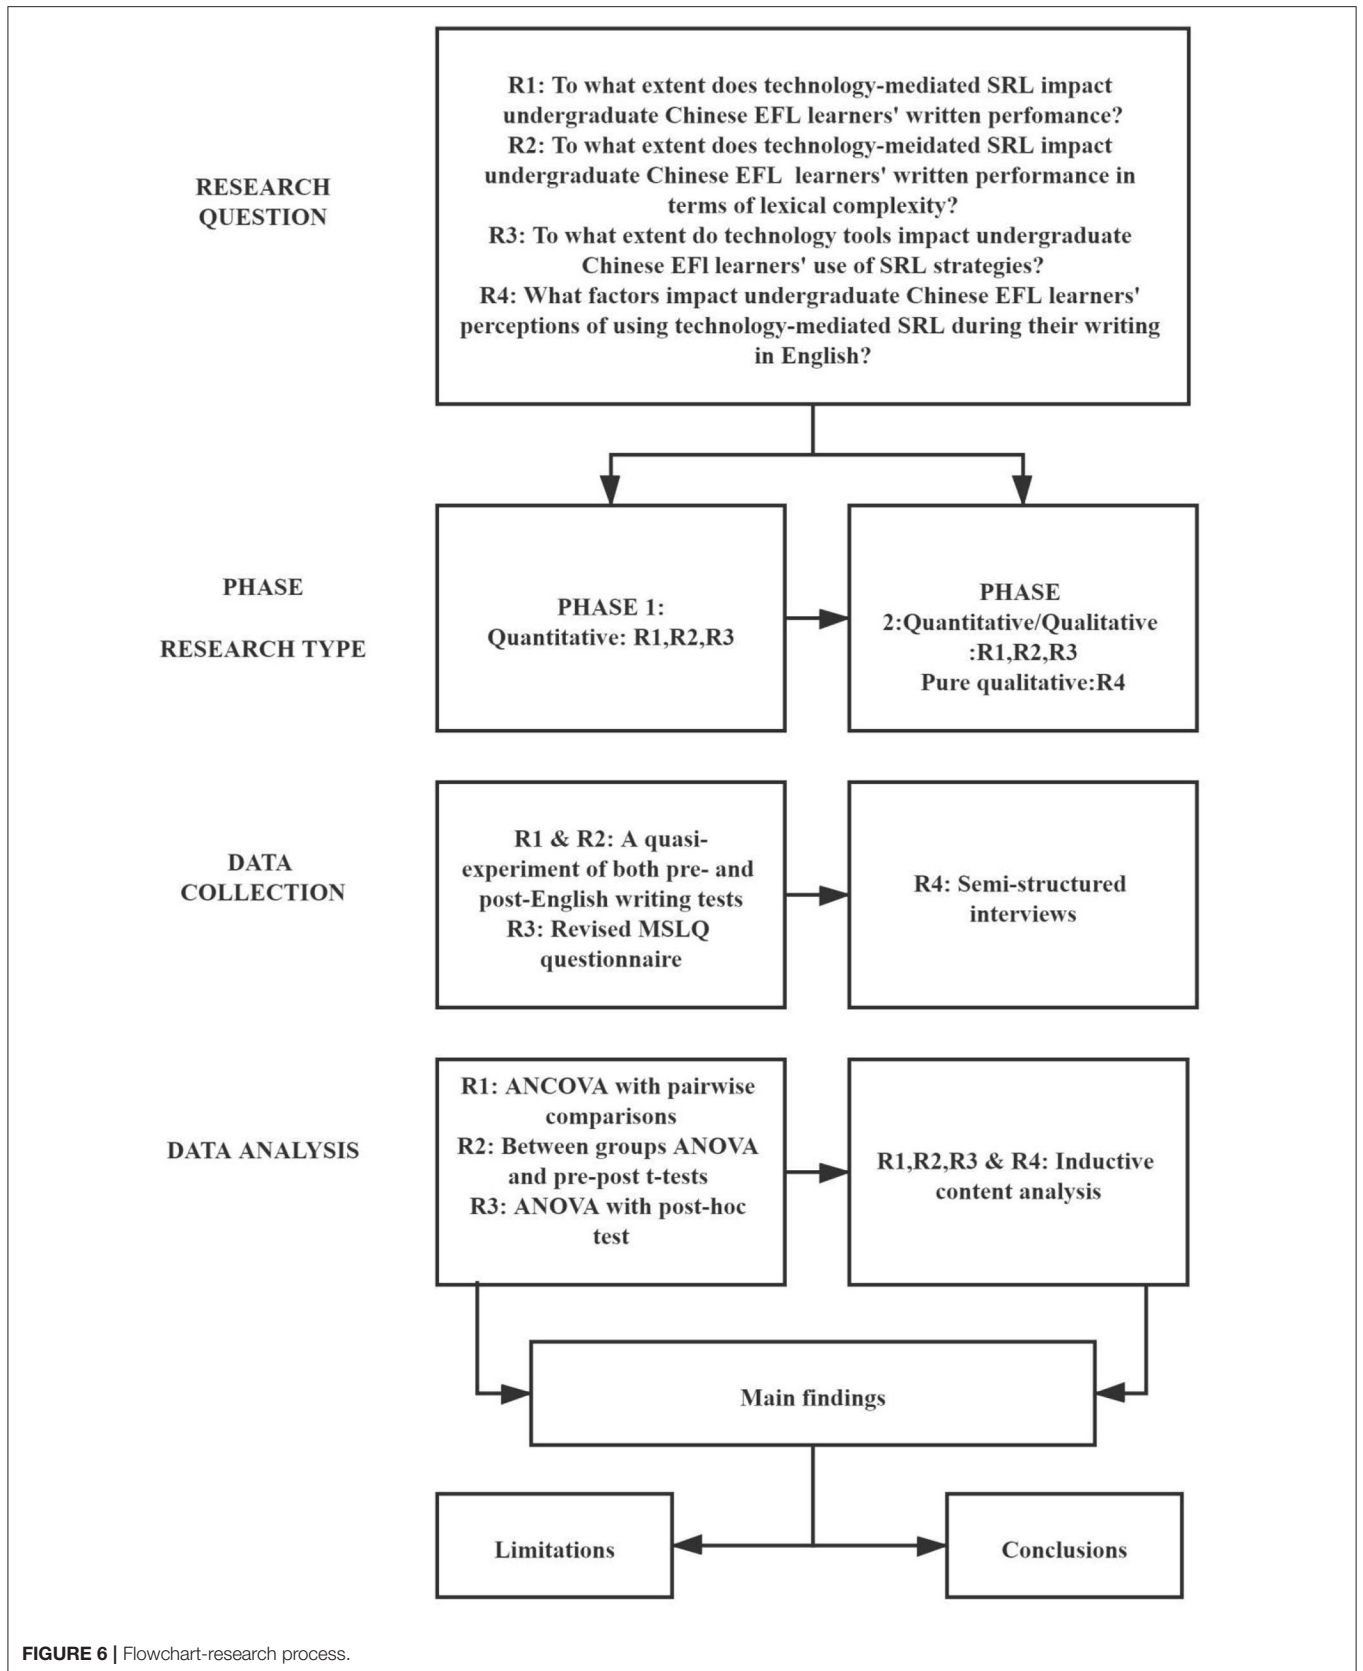 R1: To what extent does technology-mediated SRL impact
undergraduate Chinese EFL learners' written perfomance?
R2: To what extent does technology-meidated SRL impact
undergraduate Chinese EFL learners' written performance in
terms of lexical complexity?
R3: To what extent do technology tools impact undergraduate
Chinese EFl learners' use of SRL strategies?
R4: What factors impact undergraduate Chinese EFL learners'
perceptions of using technology-mediated SRL during their writing
in English?
RESEARCH
QUESTION
PHASE
RESEARCH TYPE
PHASE 1:
Quantitative: R1,R2,R3
PHASE
2:Quantitative/Qualitative
:R1,R2,R3
Pure qualitative:R4
DATA
COLLECTION
R1 & R2: A quasi-
experiment of both pre- and
post-English writing tests
R3: Revised MSLQ
questionnaire
R4: Semi-structured
interviews
DATA ANALYSIS
R1: ANCOVA with pairwise
comparisons
R2: Between groups ANOVA
and pre-post t-tests
R3: ANOVA with post-hoc
test
R1,R2,R3 & R4: Inductive
content analysis
Main findings
Limitations
Conclusions
FIGURE 6 | Flowchart-research process.